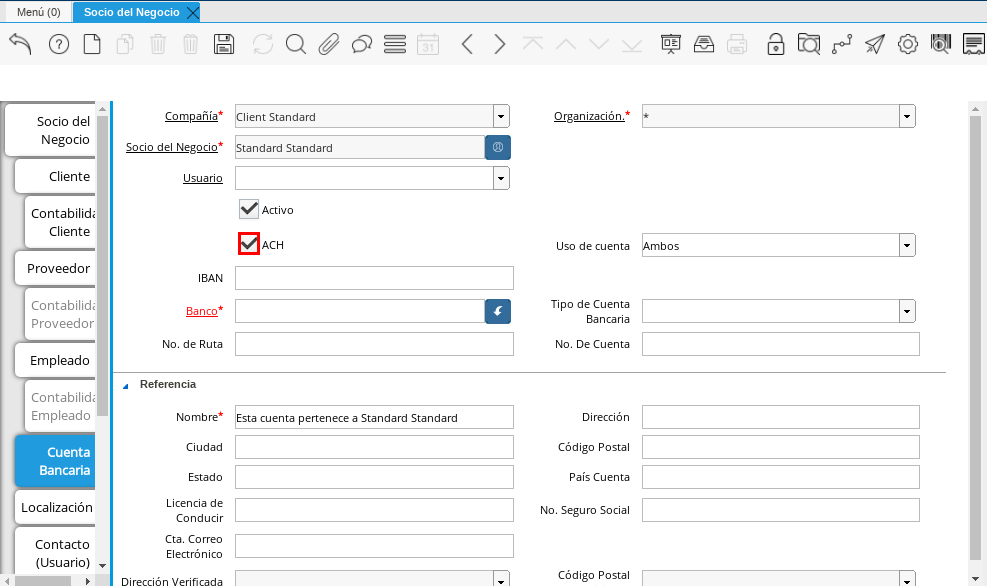 Menú (0)
Socio del Negocio
31
Socio del
Negocio
Cliente
Contabilida
Cliente
Proveedor
Contabilida
Proveedor
Empleado
Contabilida
Empleado
Cuenta
Bancaria
Localización
Contacto
(Usuario)
Compañía* Client Standard Organización.* *
Socio del Negocio* Standard Standard
Usuario
Activo
ACH Uso de cuenta Ambos
IBAN
Banco* Tipo de Cuenta
Bancaria
No. de Ruta No. De Cuenta
Referencia
Nombre* Esta cuenta pertenece a Standard Standard Dirección
Ciudad Código Postal
Estado País Cuenta
Licencia de
Conducir No. Seguro Social
Cta. Correo
Electrónico
Dirección Verificada Código Postal